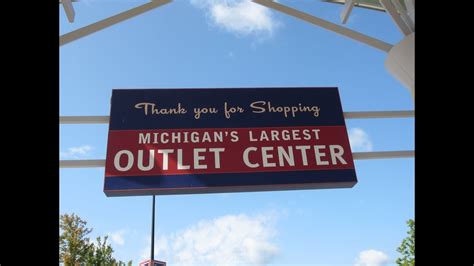 Thank you for Shopping
MICHIGAN'S LARGEST
OUTLET CENTER